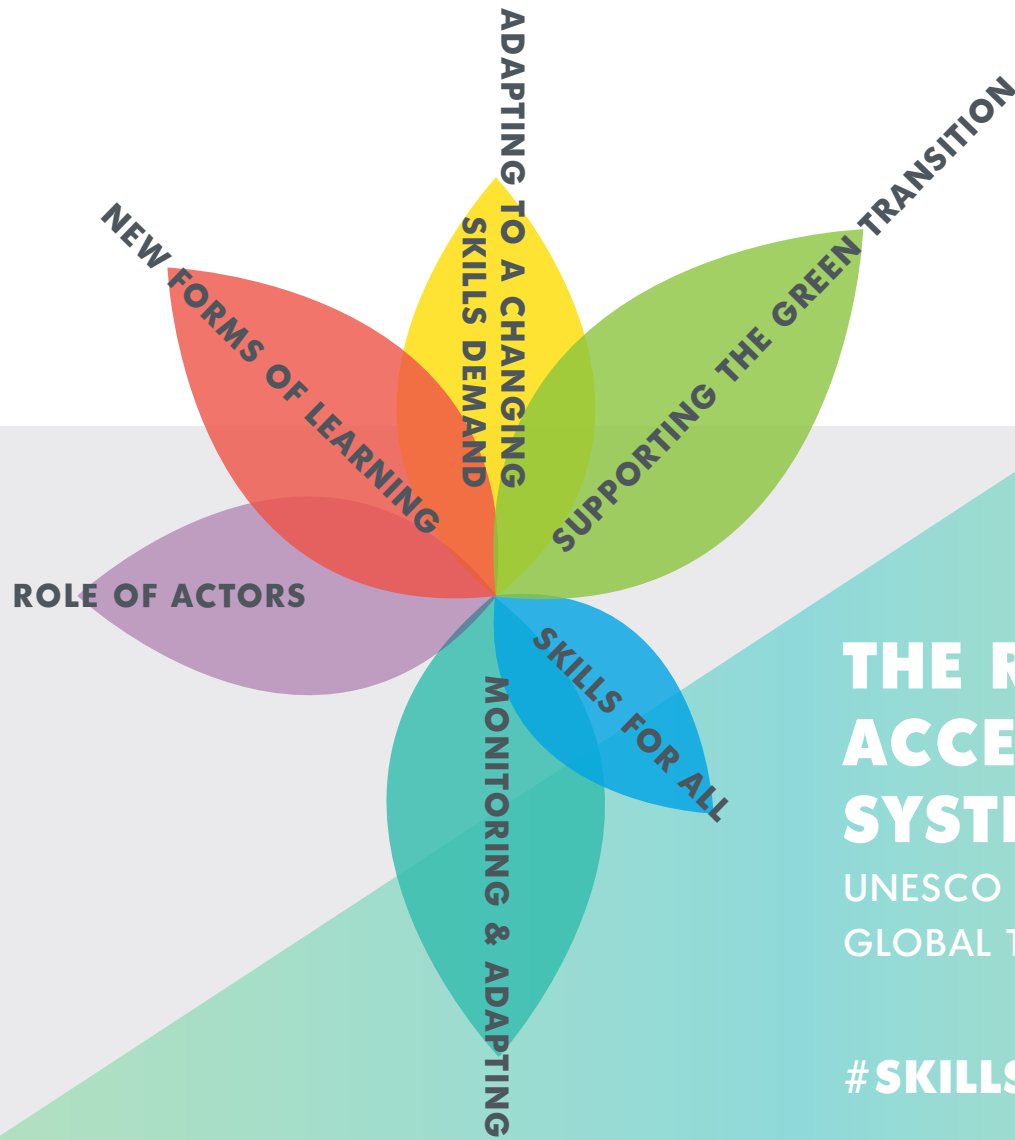 ADAPTING TO A CHANGING
SKILLS DEMAND
SUPPORTING THE GREEN TRANSITION
NEW FORMS OF LEARNING
ROLE OF ACTORS
SKILLS FOR ALL
MONITORING & ADAPTING
THE R
ACCE
SYSTE
UNESCO
GLOBAL T
#SKILLS